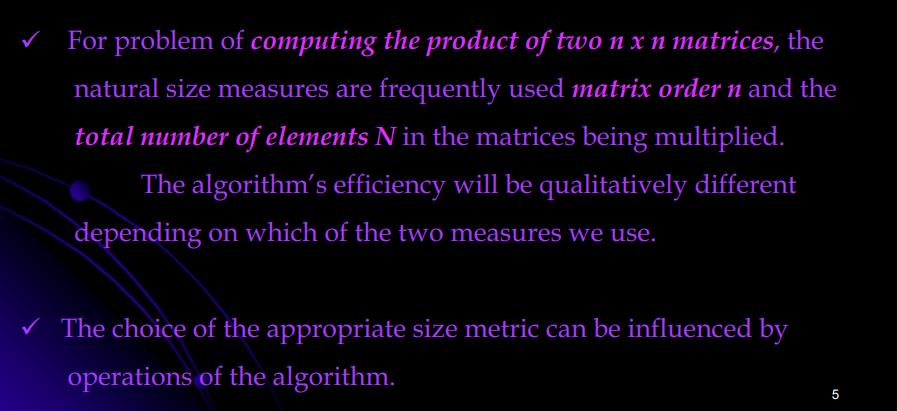 ✓ For problem of computing the product of two n x n matrices, the
natural size measures are frequently used matrix order n and the
total number of elements N in the matrices being multiplied.
The algorithm’s efficiency will be qualitatively different
depending on which of the two measures we use.
✓ The choice of the appropriate size metric can be influenced by
operations of the algorithm.
5